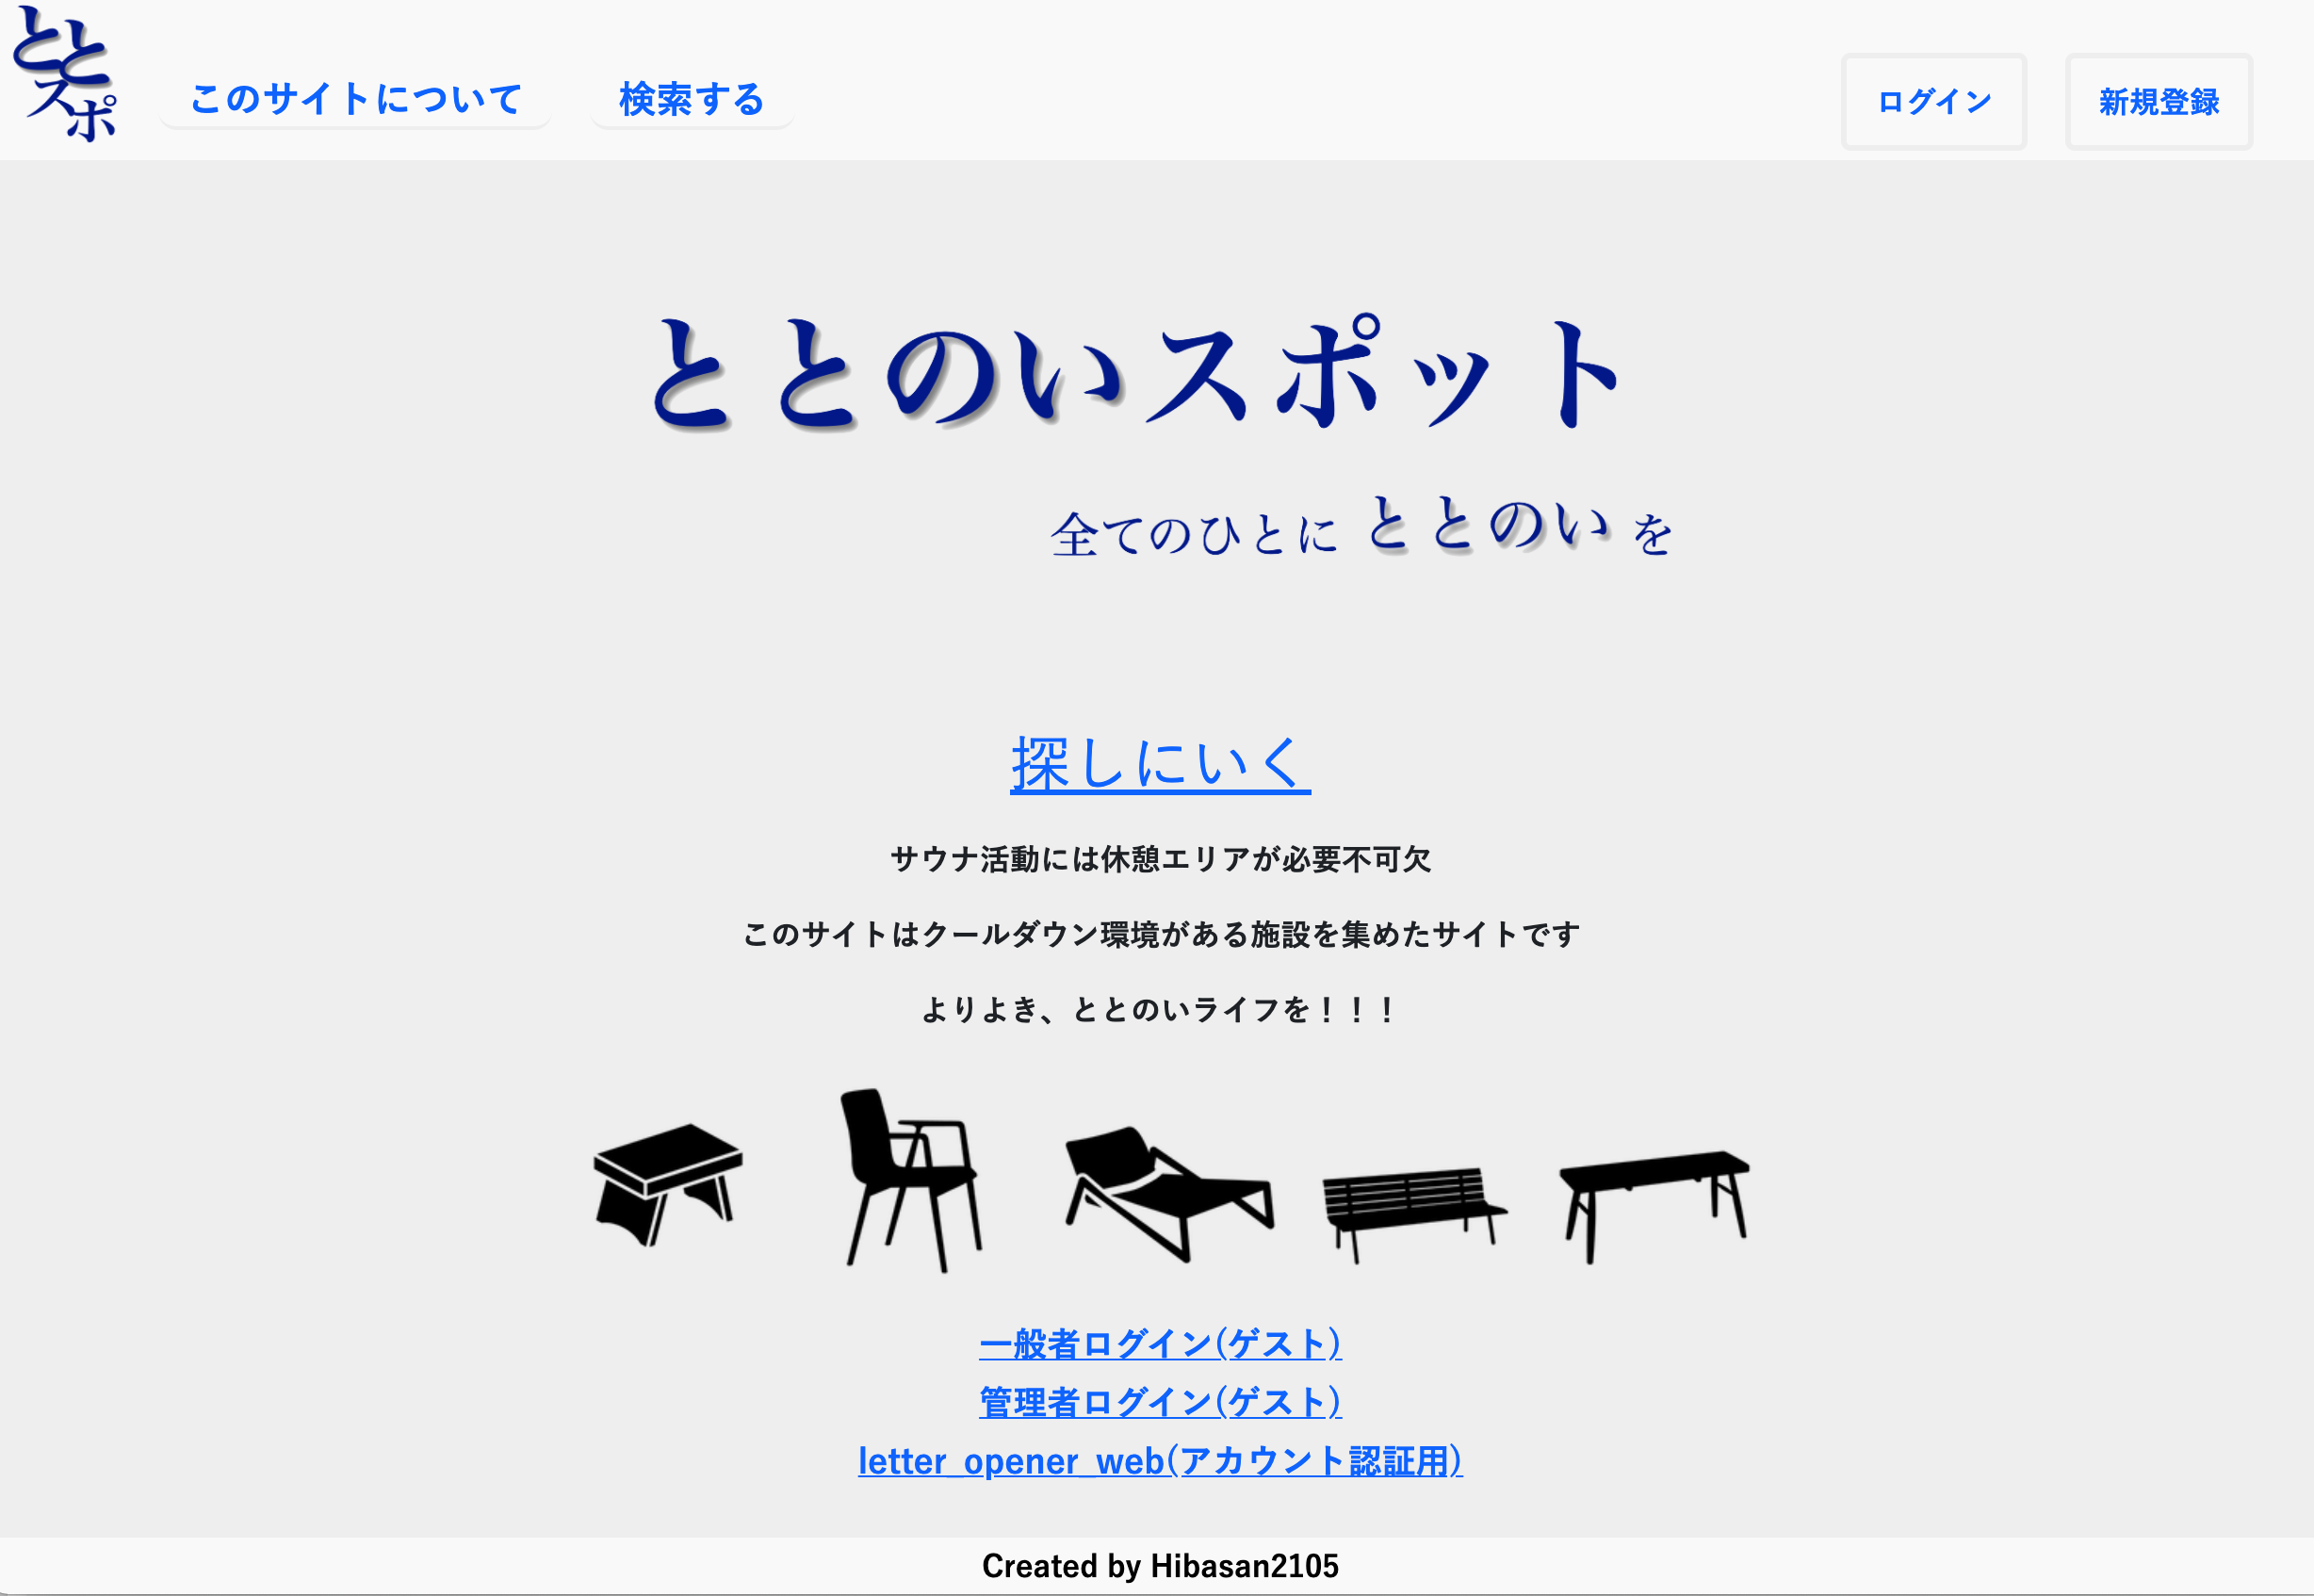 とと
スポ
このサイトについて
検索する
ログイン
新規登録
ととのいスポット
全てのひとに ととのい を
探しにいく
サウナ活動には休憩エリアが必要不可欠
このサイトはクールダウン環境がある施設を集めたサイトです
よりよき、ととのいライフを！！！
一般者ログイン(ゲスト)
管理者ログイン(ゲスト)
letter_opener_web(アカウント認証用)
Created by Hibasan2105